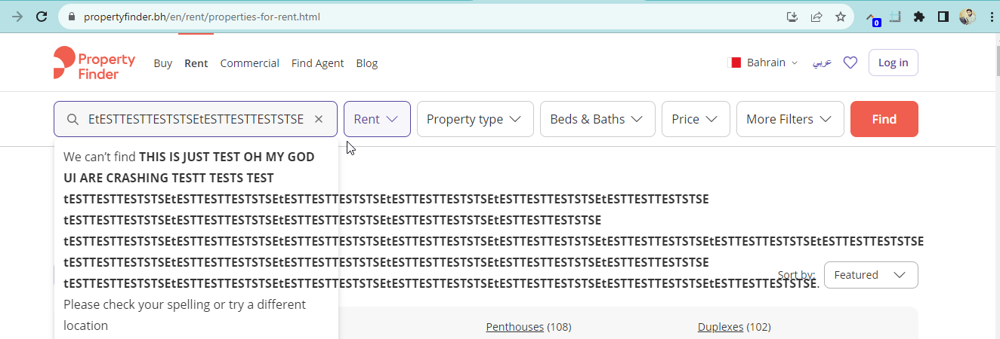 propertyfinder.bh/en/rent/properties-for-rent.html
0
Property
Finder
Buy Rent Commercial Find Agent Blog
Bahrain عربي Log in
EtESTTESTTESTSTSEtESTTESTTESTSTSE Rent Property type Beds & Baths Price More Filters Find
We can't find THIS IS JUST TEST OH MY GOD
UI ARE CRASHING TESTT TESTS TEST
tESTTESTTESTSTSEtESTTESTTESTSTSEtESTTESTTESTSTSEtESTTESTTESTSTSEtESTTESTTESTSTSEtESTTESTTESTSTSE
tESTTESTTESTSTSEtESTTESTTESTSTSEtESTTESTTESTSTSEtESTTESTTESTSTSEtESTTESTTESTSTSE
tESTTESTTESTSTSEtESTTESTTESTSTSEtESTTESTTESTSTSEtESTTESTTESTSTSEtESTTESTTESTSTSEtESTTESTTESTSTSEtESTTESTTESTSTSEtESTTESTTESTSTSE
tESTTESTTESTSTSEtESTTESTTESTSTSEtESTTESTTESTSTSEtESTTESTTESTSTSEtESTTESTTESTSTSEtESTTESTTESTSTSE
Sort by: Featured
tESTTESTTESTSTSEtESTTESTTESTSTSEtESTTESTTESTSTSEtESTTESTTESTSTSEtESTTESTTESTSTSEtESTTESTTESTSTSEtESTTESTTESTSTSE.
Please check your spelling or try a different
location
Penthouses (108) Duplexes (102)